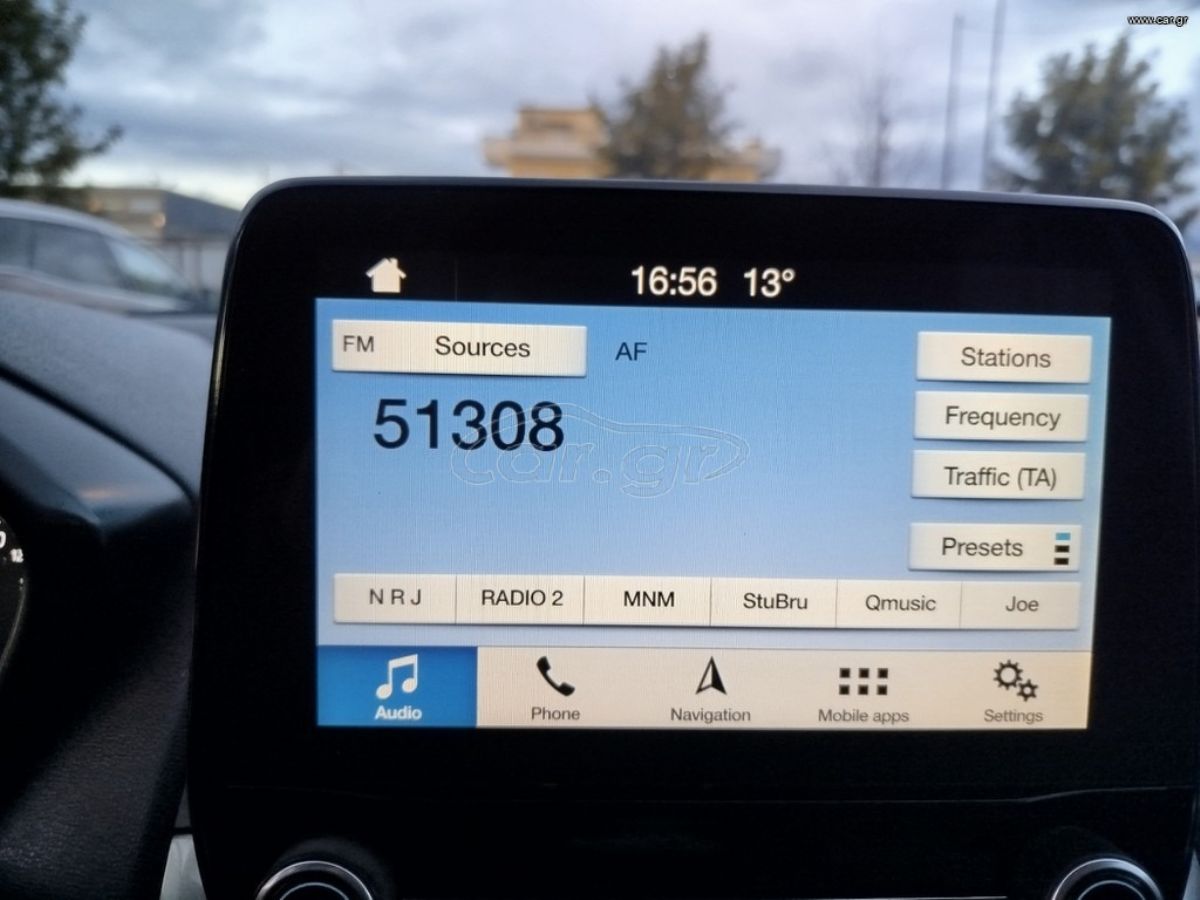 www.car.gr
16:56 13°
FM Sources AF
Stations
51308
Frequency
car.gr
Traffic (TA)
Presets
N R J RADIO 2 MNM StuBru Qmusic Joe
Audio Phone Navigation Mobile apps Settings
12